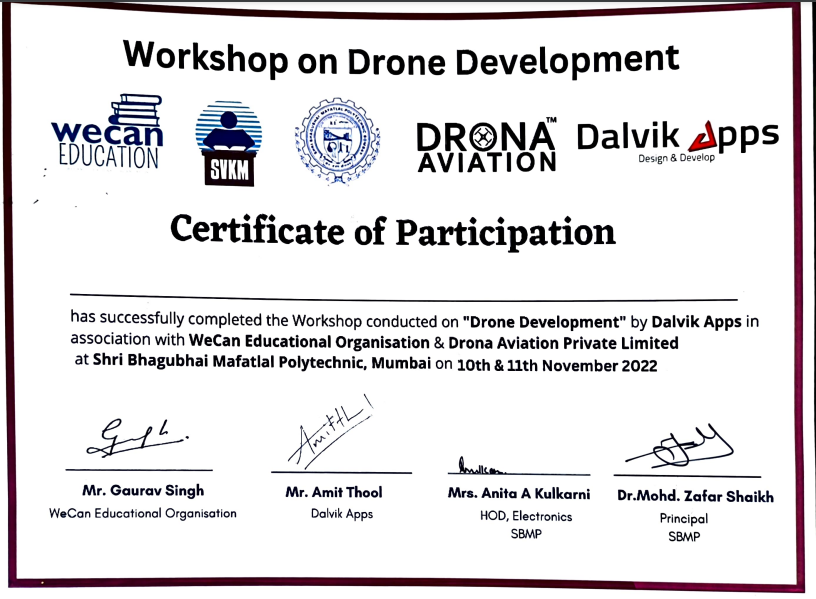 Workshop on Drone Development
wecan
EDUCATION
SVKM
DRONA™
AVIATION
Dalvik Apps
Design & Develop
Certificate of Participation
has successfully completed the Workshop conducted on "Drone Development" by Dalvik Apps in
association with WeCan Educational Organisation & Drona Aviation Private Limited
at Shri Bhagubhai Mafatlal Polytechnic, Mumbai on 10th & 11th November 2022
Mr. Gaurav Singh
WeCan Educational Organisation
Mr. Amit Thool
Dalvik Apps
Mrs. Anita A Kulkarni
HOD, Electronics
SBMP
Dr.Mohd. Zafar Shaikh
Principal
SBMP